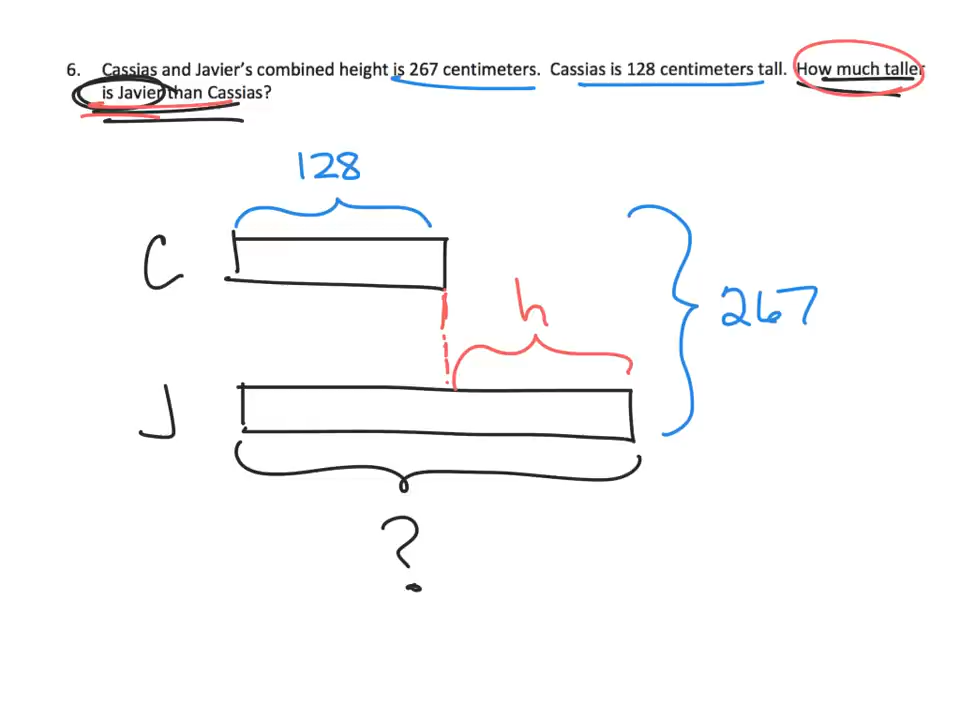 6. Cassias and Javier's combined height is 267 centimeters. Cassias is 128 centimeters tall. How much taller
is Javier than Cassias?
128
C
h
267
J
?